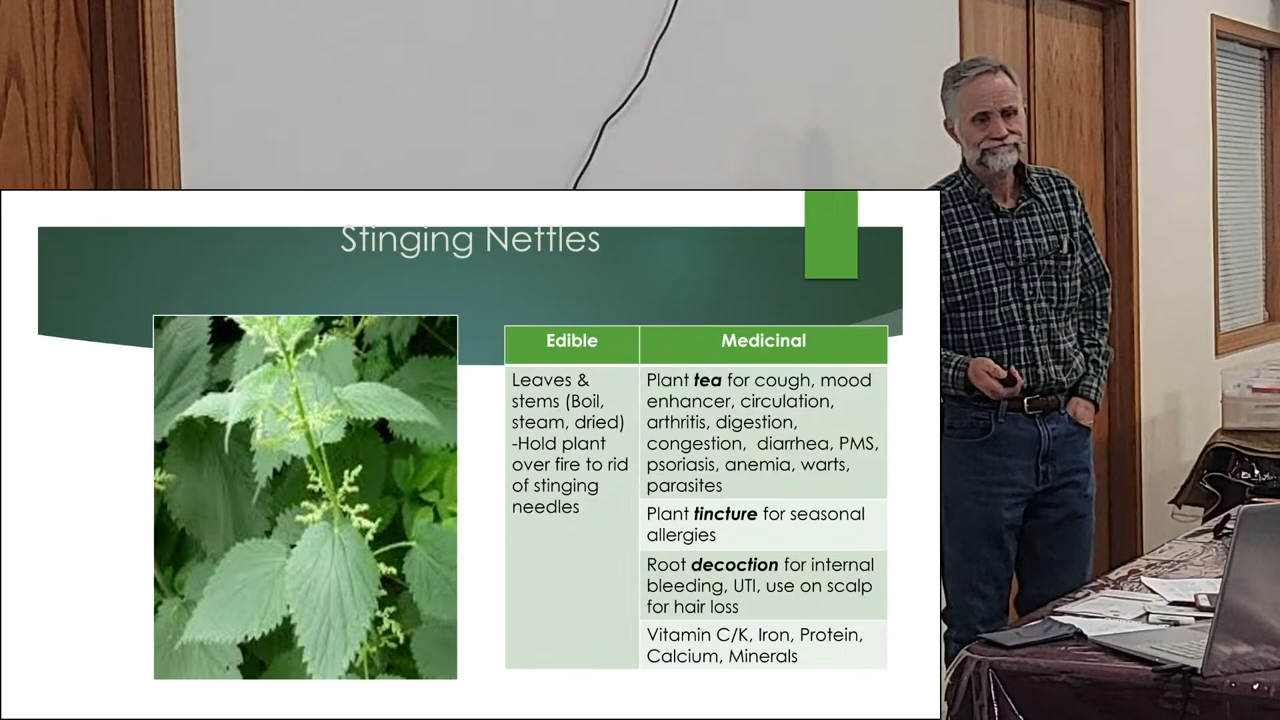 Stinging Nettles
Edible
Medicinal
Leaves &
stems (Boil,
steam, dried)
-Hold plant
over fire to rid
of stinging
needles
Plant tea for cough, mood
enhancer, circulation,
arthritis, digestion,
congestion, diarrhea, PMS,
psoriasis, anemia, warts,
parasites
Plant tincture for seasonal
allergies
Root decoction for internal
bleeding, UTI, use on scalp
for hair loss
Vitamin C/K, Iron, Protein,
Calcium, Minerals